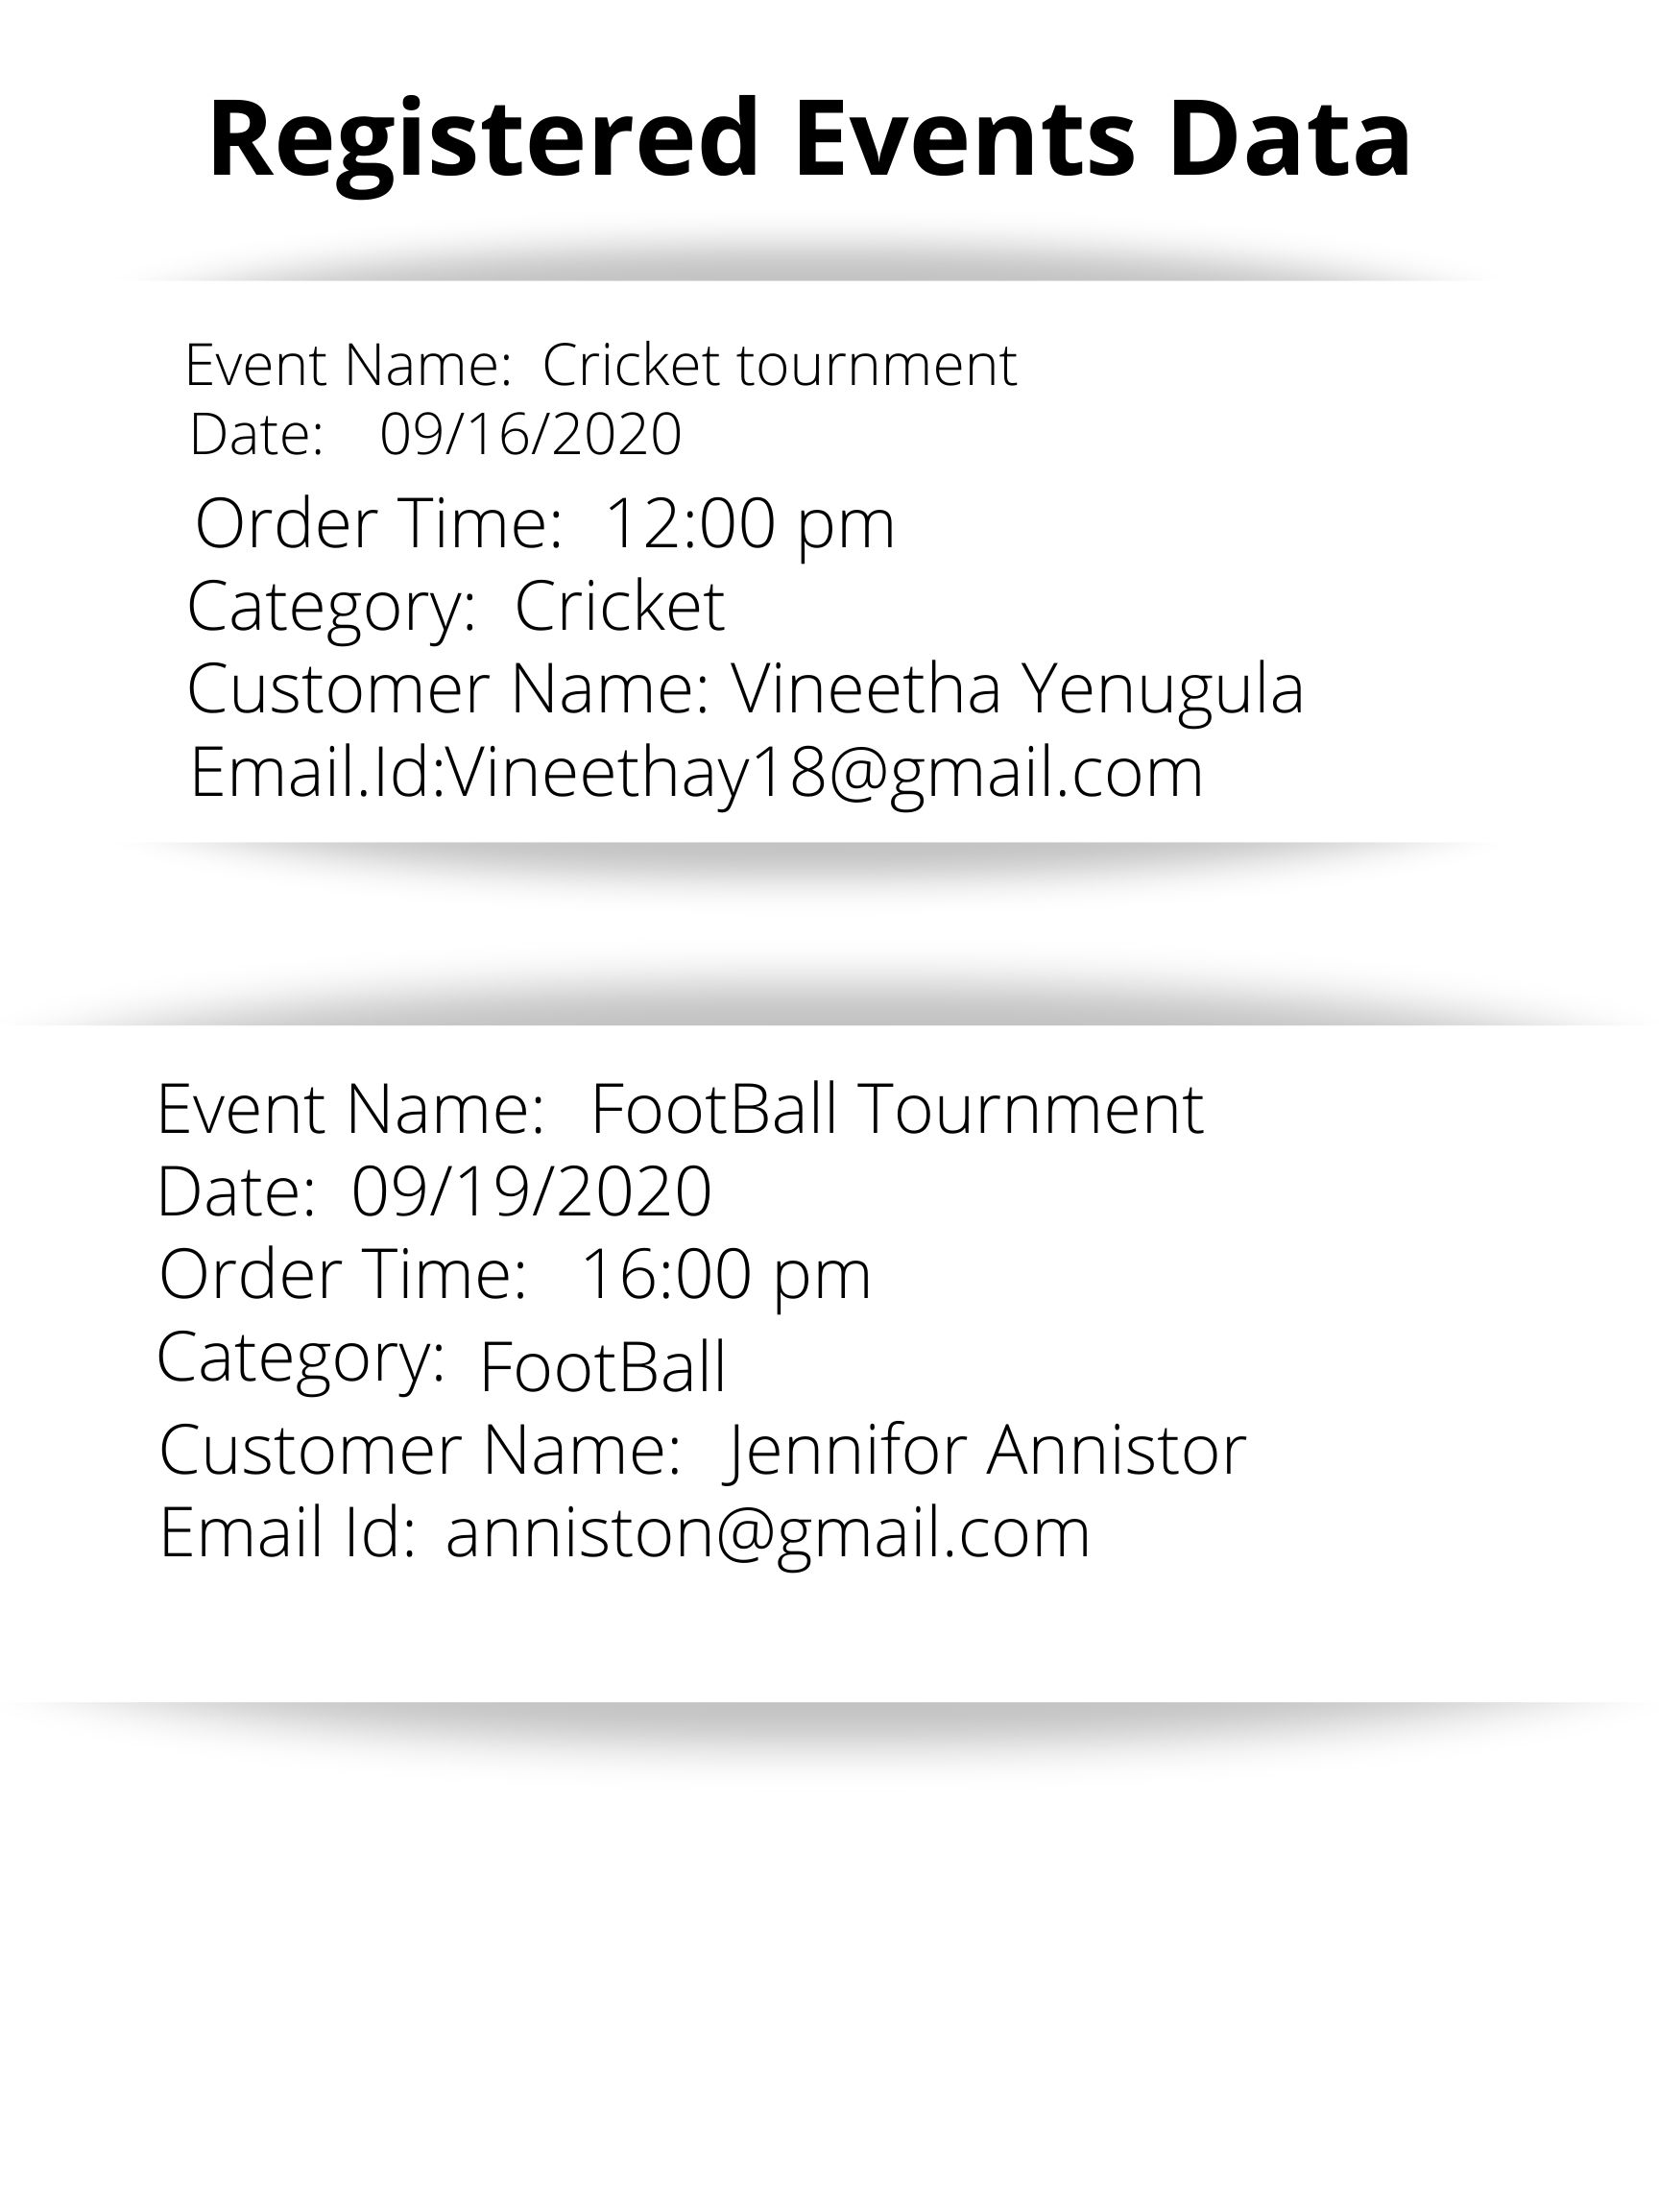 Registered Events Data
Event Name: Cricket tournment
Date: 09/16/2020
Order Time: 12:00 pm
Category: Cricket
Customer Name: Vineetha Yenugula
Email.Id:Vineethay18@gmail.com
Event Name: FootBall Tournment
Date: 09/19/2020
Order Time: 16:00 pm
Category: FootBall
Customer Name: Jennifor Annistor
Email Id: anniston@gmail.com